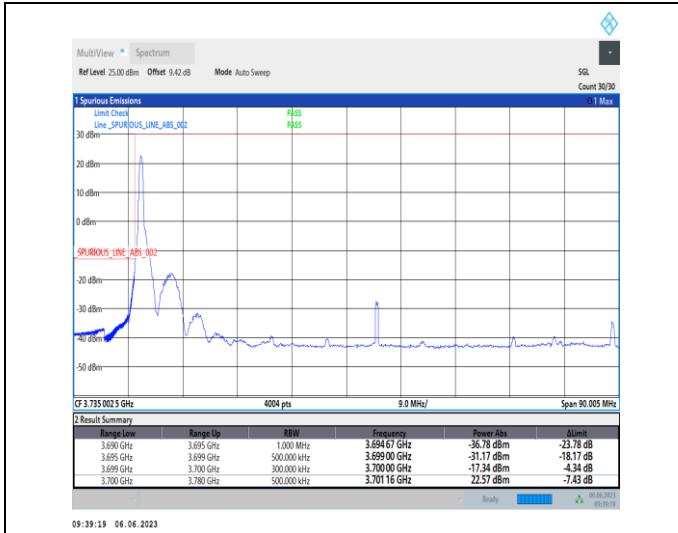 MultiView Spectrum
Ref Level 25.00 dBm Offset 9.42 dB Mode Auto Sweep SGL
Count 30/30
1 Spurious Emissions 1 Max
Limit Check PASS
Line _SPURIOUS_LINE_ABS_002 PASS
30 dBm
20 dBm
10 dBm
0 dBm
_SPURIOUS_LINE_ABS_002
-20 dBm
-30 dBm
-40 dBm
-50 dBm
CF 3.735 002 5 GHz 4004 pts 9.0 MHz/ Span 90.005 MHz
2 Result Summary
Range Low Range Up RBW Frequency Power Abs ΔLimit
3.690 GHz 3.695 GHz 1.000 MHz 3.694 67 GHz -36.78 dBm -23.78 dB
3.695 GHz 3.699 GHz 500.000 kHz 3.699 00 GHz -31.17 dBm -18.17 dB
3.699 GHz 3.700 GHz 300.000 kHz 3.700 00 GHz -17.34 dBm -4.34 dB
3.700 GHz 3.780 GHz 500.000 kHz 3.701 16 GHz 22.57 dBm -7.43 dB
Ready 06.06.2023
09:39:19
09:39:19 06.06.2023